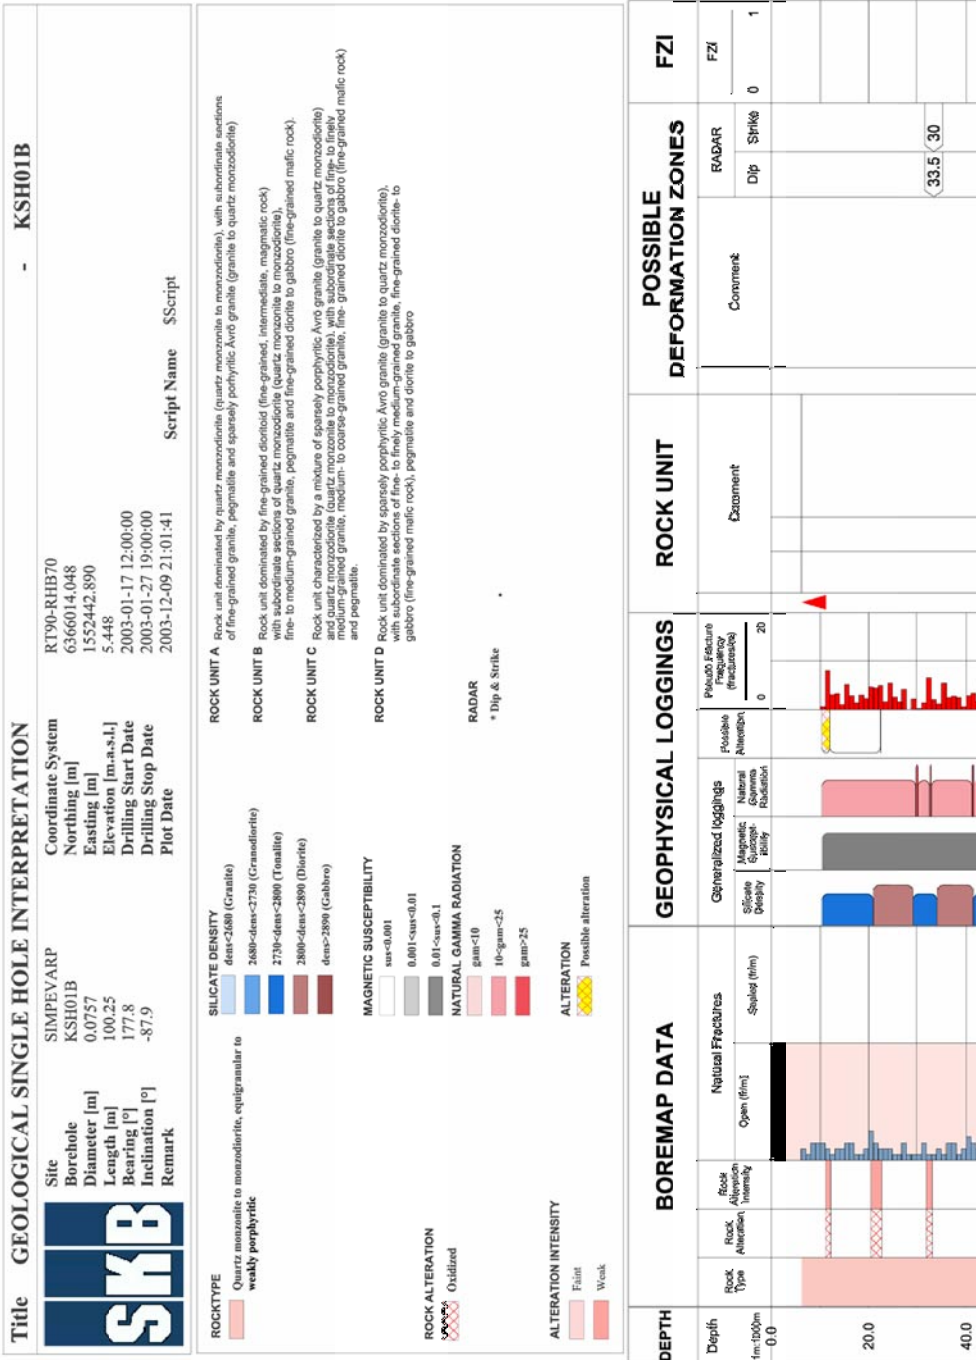 Title GEOLOGICAL SINGLE HOLE INTERPRETATION - KSH01B
SKB
Site SIMPEVARP
Borehole KSH01B
Diameter [m] 0.0757
Length [m] 100.25
Bearing [°] 177.8
Inclination [°] -87.9
Remark
Coordinate System RT90-RHB70
Northing [m] 6366014.048
Easting [m] 1552442.890
Elevation [m.a.s.l.] 5.448
Drilling Start Date 2003-01-17 12:00:00
Drilling Stop Date 2003-01-27 19:00:00
Plot Date 2003-12-09 21:01:41
Script Name $Script
ROCKTYPE
Quartz monzonite to monzodiorite, equigranular to
weakly porphyritic
ROCK ALTERATION
Oxidized
ALTERATION INTENSITY
Faint
Weak
SILICATE DENSITY
dens<2680 (Granite)
2680<dens<2730 (Granodiorite)
2730<dens<2800 (Tonalite)
2800<dens<2890 (Diorite)
dens>2890 (Gabbro)
MAGNETIC SUSCEPTIBILITY
sus<0.001
0.001<sus<0.01
0.01<sus<0.1
NATURAL GAMMA RADIATION
gam<10
10<gam<25
gam>25
ALTERATION
Possible alteration
ROCK UNIT A Rock unit dominated by quartz monzodiorite (quartz monzonite to monzodiorite), with subordinate sections
of fine-grained granite, pegmatite and sparsely porhyritic Ävrö granite (granite to quartz monzodiorite)
ROCK UNIT B Rock unit dominated by fine-grained dioritoid (fine-grained, intermediate, magmatic rock)
with subordinate sections of quartz monzodiorite (quartz monzonite to monzodiorite),
fine- to medium-grained granite, pegmatite and fine-grained diorite to gabbro (fine-grained mafic rock).
ROCK UNIT C Rock unit characterized by a mixture of sparsely porphyritic Ävrö granite (granite to quartz monzodiorite)
and quartz monzodiorite (quartz monzonite to monzodiorite), with subordinate sections of fine- to finely
medium-grained granite, medium- to coarse-grained granite, fine- grained diorite to gabbro (fine-grained mafic rock)
and pegmatite.
ROCK UNIT D Rock unit dominated by sparsely porphyritic Ävrö granite (granite to quartz monzodiorite),
with subordinate sections of fine- to finely medium-grained granite, fine-grained diorite- to
gabbro (fine-grained mafic rock), pegmatite and diorite to gabbro
RADAR
* Dip & Strike
DEPTH
BOREMAP DATA
GEOPHYSICAL LOGGINGS
ROCK UNIT
POSSIBLE
DEFORMATION ZONES
FZI
Depth
1m:1000m
Rock
Type
Rock
Alteration
Rock
Alteration
Intensity
Natural Fractures
Open (fr/m)
Sealed (fr/m)
Generalized loggings
Silicate
Density
Magnetic
Suscept-
ibility
Natural
Gamma
Radiation
Possible
Alteration
Pseudo Fracture
Frequency
(fractures/m)
0 20
Comment
Comment
RADAR
Dip Strike
FZI
0 1
0.0
20.0
33.5 30
40.0